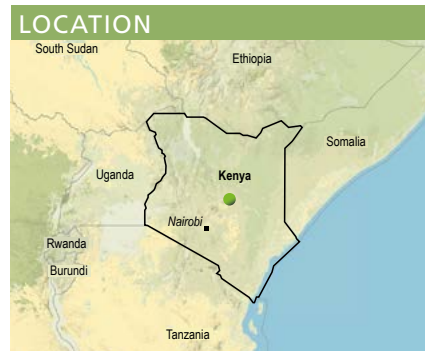 LOCATION
South Sudan
Ethiopia
Somalia
Uganda
Kenya
Nairobi
Rwanda
Burundi
Tanzania